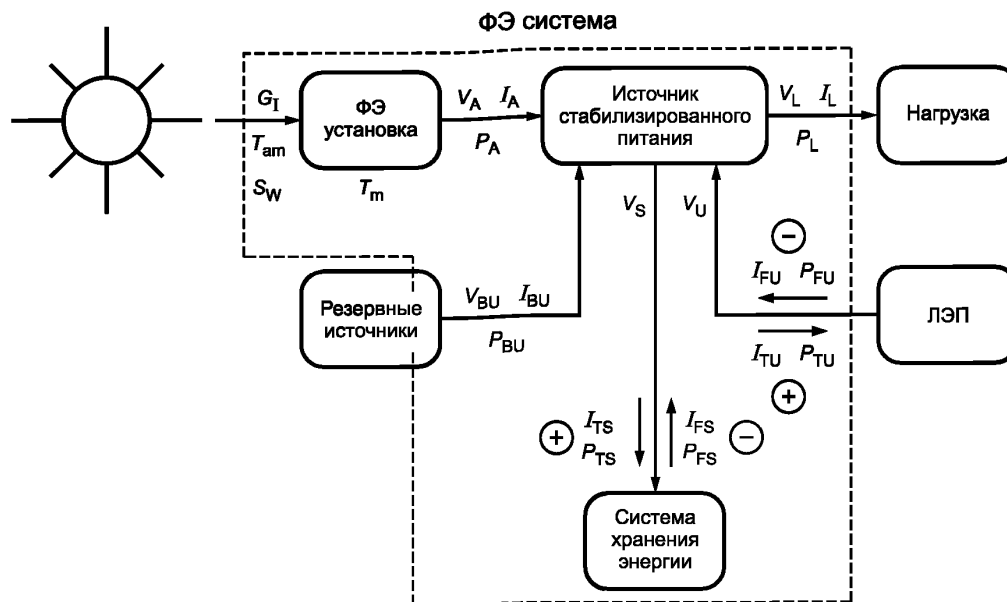 ФЭ система
G_I
T_am
S_W
ФЭ
установка
T_m
V_A I_A
P_A
Источник
стабилизированного
питания
V_L I_L
P_L
Нагрузка
V_S
V_U
Резервные
источники
V_BU I_BU
P_BU
−
I_FU P_FU
I_TU P_TU
+
ЛЭП
+
I_TS
P_TS
I_FS
P_FS
−
Система
хранения
энергии